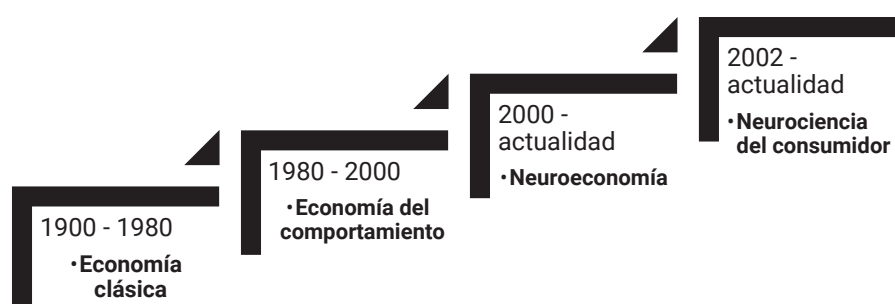 1900 - 1980
•Economía
clásica
1980 - 2000
•Economía del
comportamiento
2000 -
actualidad
•Neuroeconomía
2002 -
actualidad
•Neurociencia
del consumidor